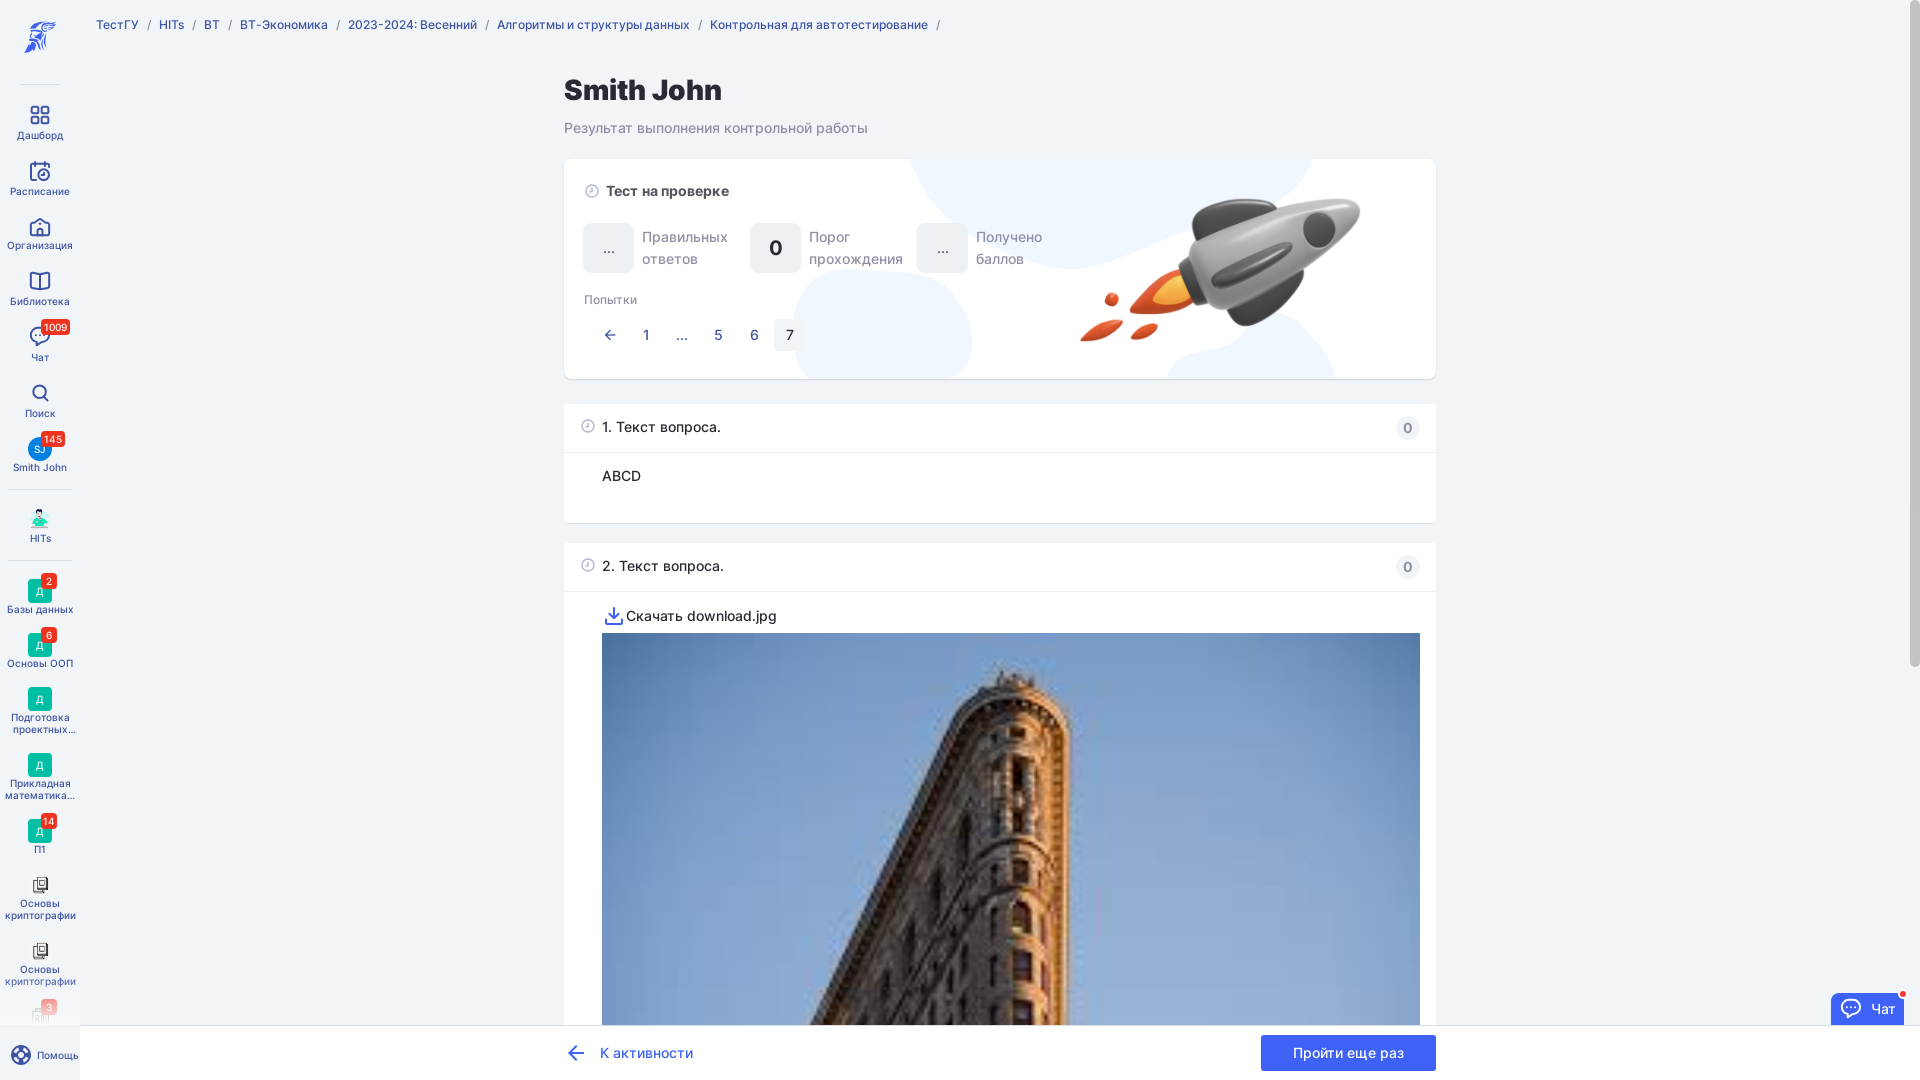 ТестГУ / HITs / ВТ / ВТ-Экономика / 2023-2024: Весенний / Алгоритмы и структуры данных / Контрольная для автотестирование /
Дашборд
Расписание
Организация
Библиотека
1009
Чат
Поиск
145
SJ
Smith John
HITs
2
Д
Базы данных
6
Д
Основы ООП
Д
Подготовка
проектных...
Д
Прикладная
математика...
14
Д
П1
Основы
криптографии
Основы
криптографии
3
Помощь
Smith John
Результат выполнения контрольной работы
Тест на проверке
... Правильных ответов
0 Порог прохождения
... Получено баллов
Попытки
1 ... 5 6 7
1. Текст вопроса.
0
ABCD
2. Текст вопроса.
0
Скачать download.jpg
К активности
Пройти еще раз
Чат